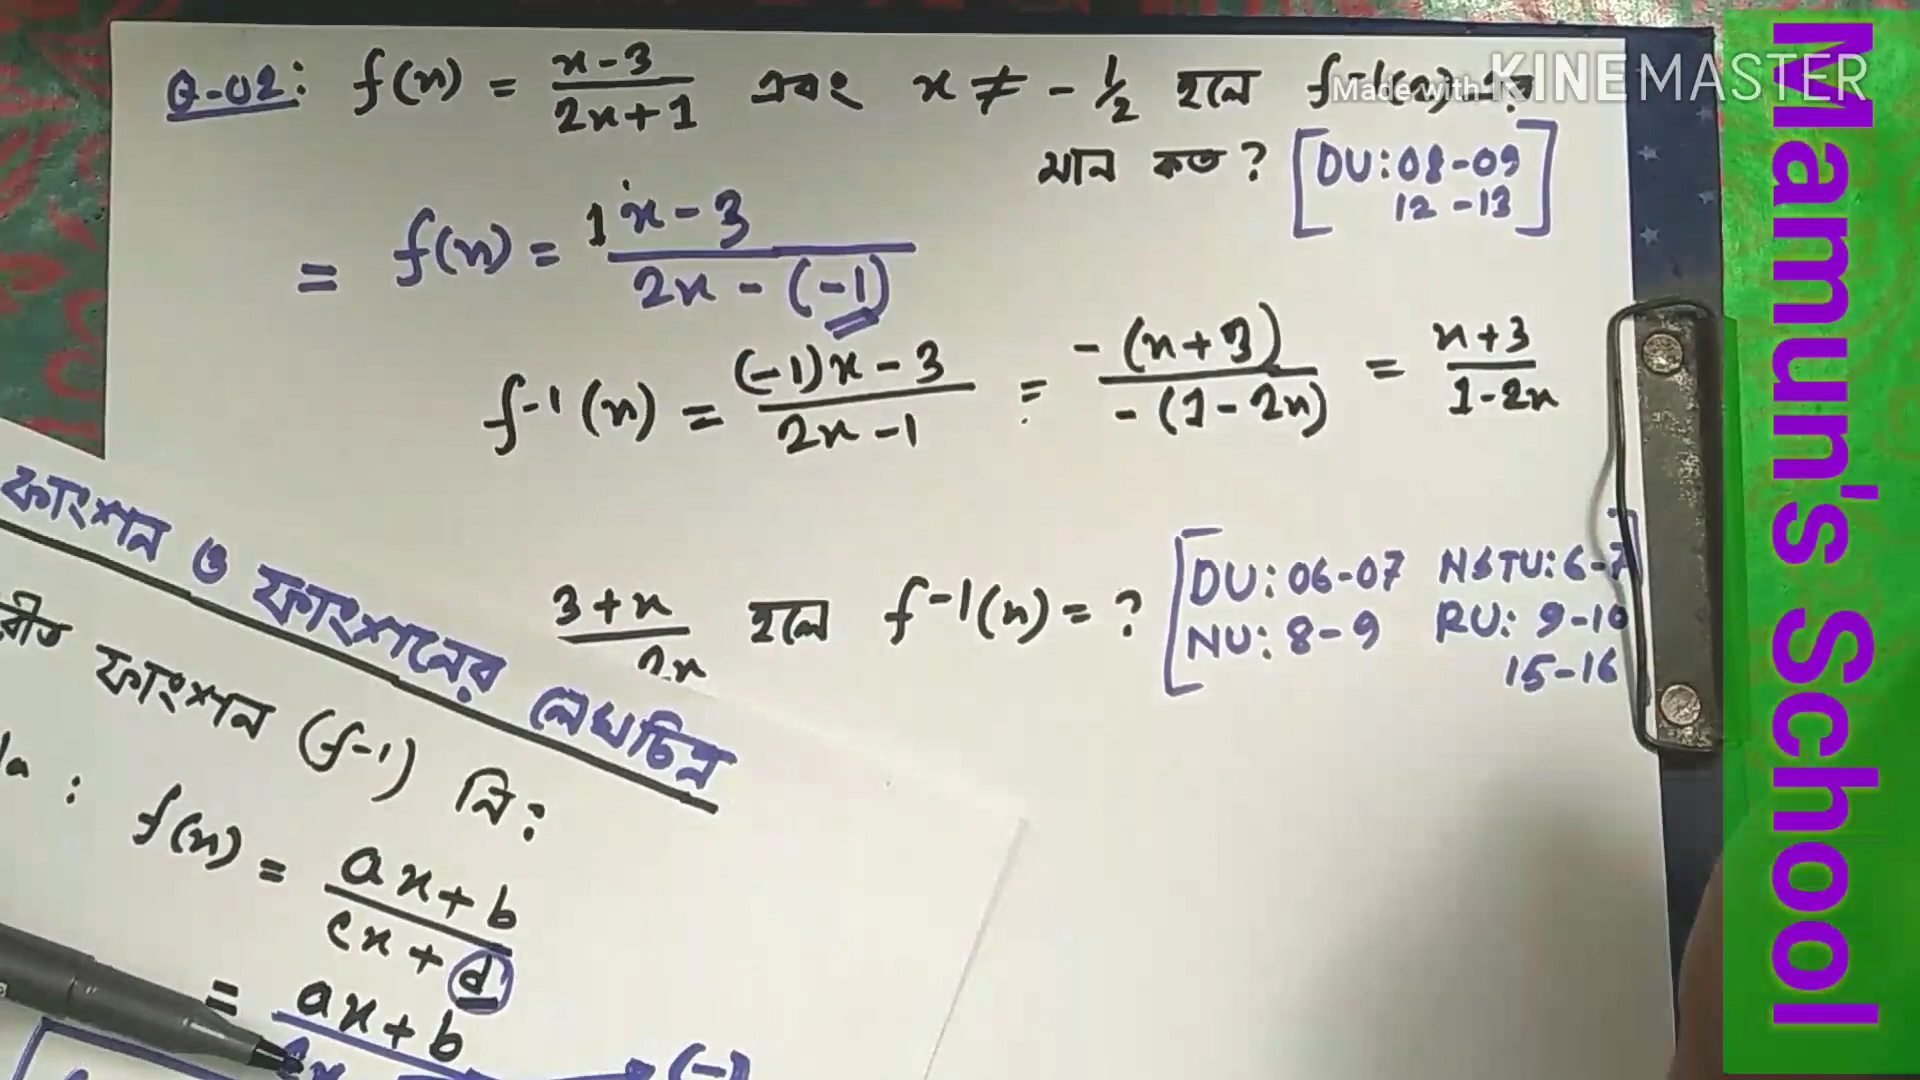 Q-02: f(x) = x-3 / 2x+1 এবং x ≠ - 1/2 হলে f-1(x) এর
মান কত? [DU: 08-09
12-13]
= f(x) = 1x-3 / 2x-(-1)
f-1(x) = (-1)x-3 / 2x-1 = -(x+3) / -(1-2x) = x+3 / 1-2x
3+x / 2x হলে f-1(x) = ? [DU: 06-07 NSTU: 6-7
NU: 8-9 RU: 9-10
15-16]
ফাংশন ও ফাংশনের লেখচিত্র
রীত ফাংশন (f-1) নি:
la : f(x) = ax+b / cx+d
= ax+b
(-)
Made with KINEMASTER
Mamun's School